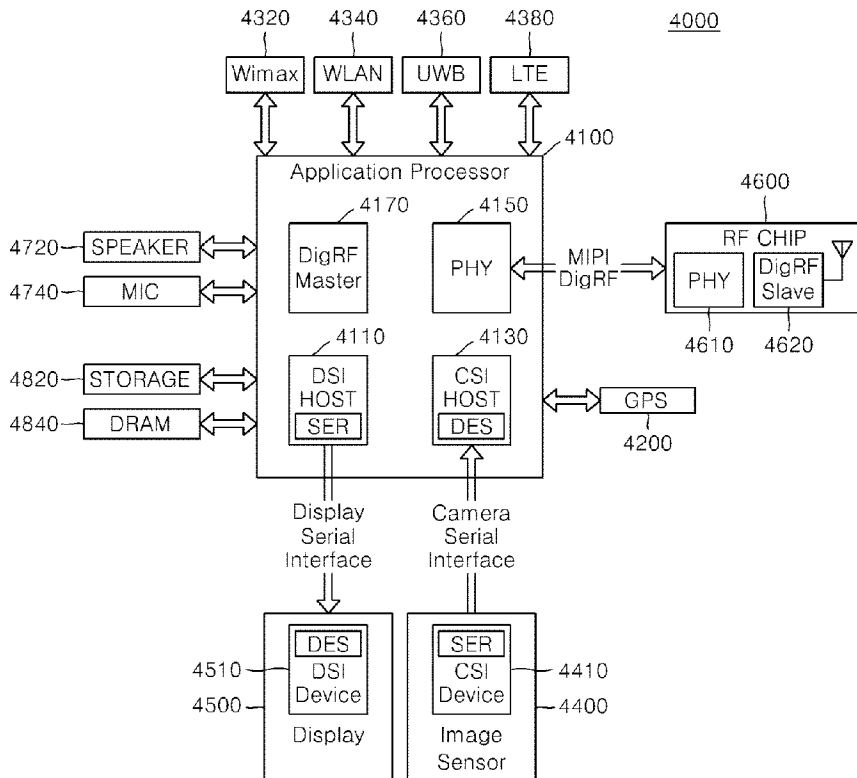 4320 4340 4360 4380 4000
Wimax WLAN UWB LTE
4100
Application Processor
4170 4150 4600
4720 SPEAKER DigRF Master PHY MIPI DigRF RF CHIP
4740 MIC PHY DigRF Slave
4610 4620
4110 4130
4820 STORAGE DSI HOST CSI HOST
4840 DRAM SER DES GPS
4200
Display Serial Interface
Camera Serial Interface
DES SER
4510 DSI Device CSI Device 4410
4500 Display Image Sensor 4400